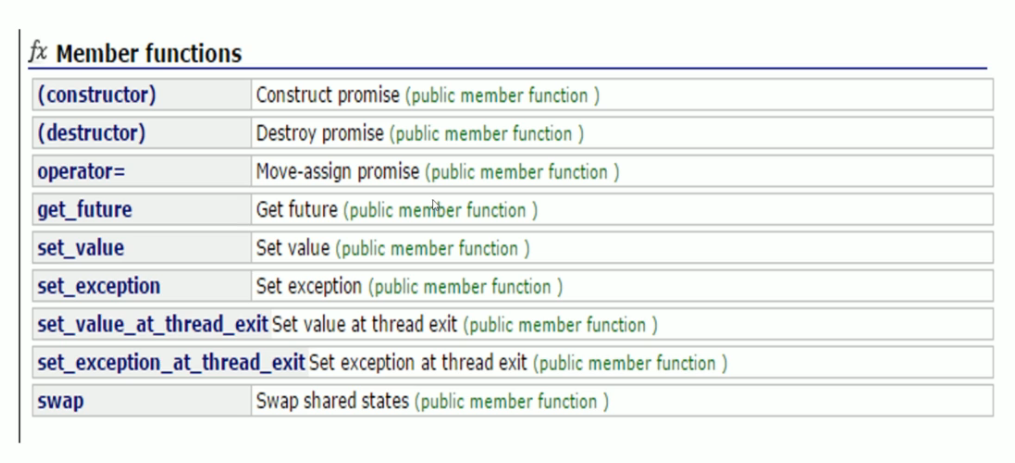 fx Member functions
(constructor) Construct promise (public member function )
(destructor) Destroy promise (public member function )
operator= Move-assign promise (public member function )
get_future Get future (public member function )
set_value Set value (public member function )
set_exception Set exception (public member function )
set_value_at_thread_exit Set value at thread exit (public member function )
set_exception_at_thread_exit Set exception at thread exit (public member function )
swap Swap shared states (public member function )